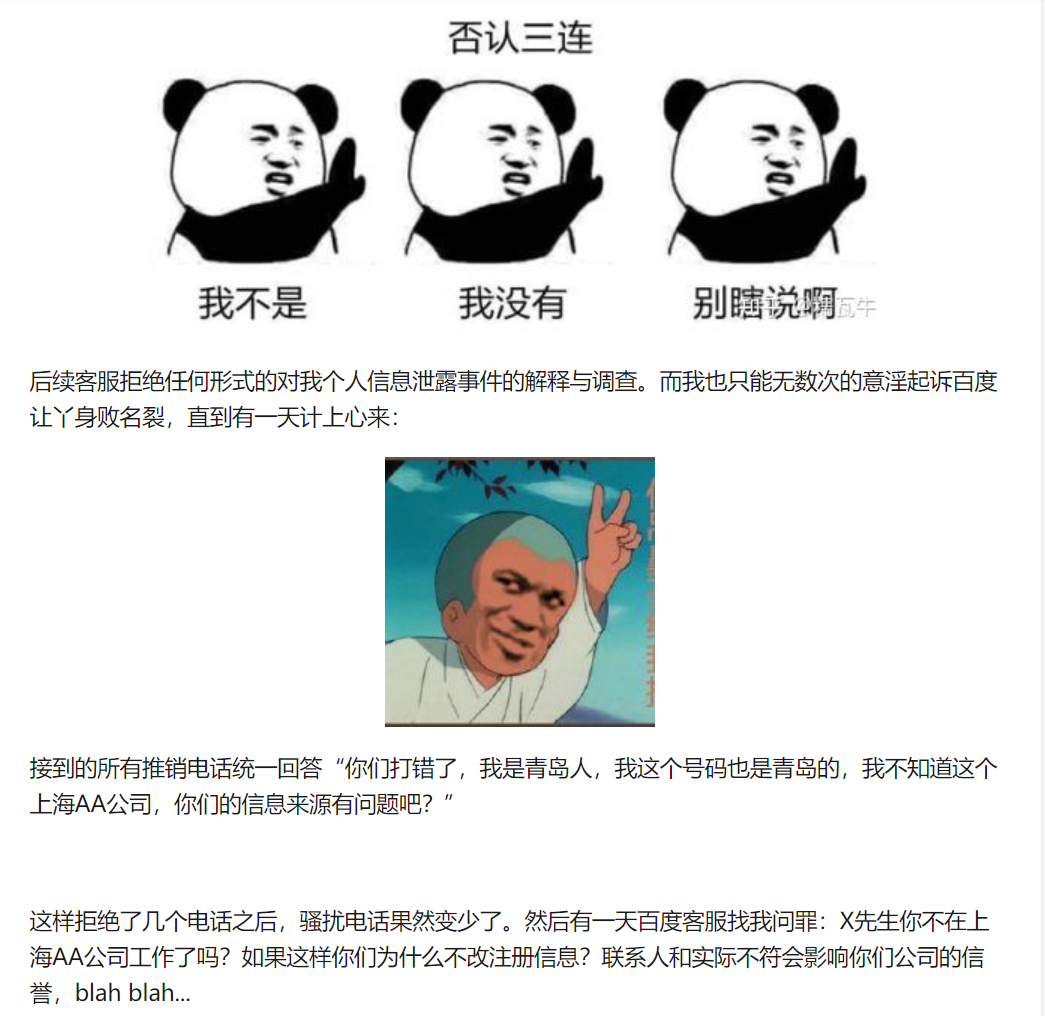 否认三连
我不是
我没有
别瞎说啊
后续客服拒绝任何形式的对我个人信息泄露事件的解释与调查。而我也只能无数次的意淫起诉百度
让丫身败名裂，直到有一天计上心来：
接到的所有推销电话统一回答“你们打错了，我是青岛人，我这个号码也是青岛的，我不知道这个
上海AA公司，你们的信息来源有问题吧？”
这样拒绝了几个电话之后，骚扰电话果然变少了。然后有一天百度客服找我问罪：X先生你不在上
海AA公司工作了吗？如果这样你们为什么不改注册信息？联系人和实际不符会影响你们公司的信
誉，blah blah...